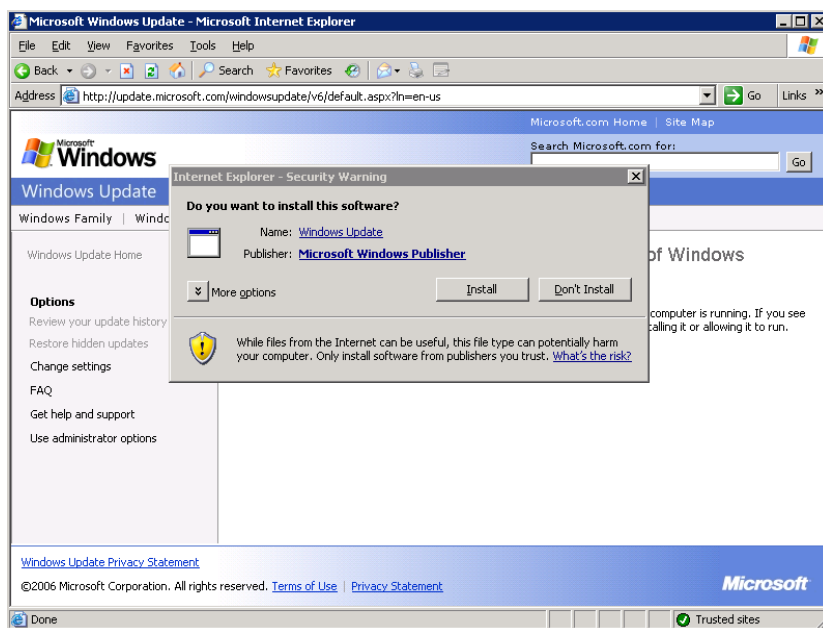 Microsoft Windows Update - Microsoft Internet Explorer
File Edit View Favorites Tools Help
Back Search Favorites
Address http://update.microsoft.com/windowsupdate/v6/default.aspx?ln=en-us Go Links »
Microsoft.com Home | Site Map
Microsoft
Windows
Search Microsoft.com for:
Go
Windows Update
Windows Family | Windo
Internet Explorer - Security Warning
Do you want to install this software?
Name: Windows Update
Publisher: Microsoft Windows Publisher
More options Install Don't Install
While files from the Internet can be useful, this file type can potentially harm
your computer. Only install software from publishers you trust. What's the risk?
Windows Update Home
Options
Review your update history
Restore hidden updates
Change settings
FAQ
Get help and support
Use administrator options
of Windows
computer is running. If you see
alling it or allowing it to run.
Windows Update Privacy Statement
©2006 Microsoft Corporation. All rights reserved. Terms of Use | Privacy Statement
Microsoft
Done Trusted sites